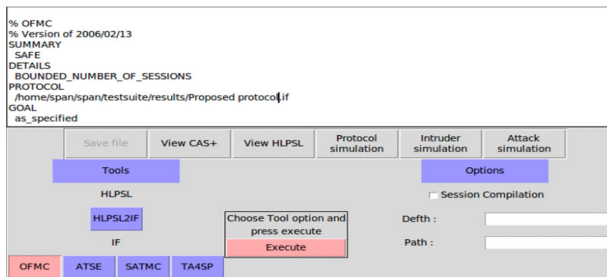 % OFMC
% Version of 2006/02/13
SUMMARY
SAFE
DETAILS
BOUNDED_NUMBER_OF_SESSIONS
PROTOCOL
/home/span/span/testsuite/results/Proposed protocol.if
GOAL
as_specified
Save file View CAS+ View HLPSL Protocol simulation Intruder simulation Attack simulation
Tools Options
HLPSL Session Compilation
HLPSL2IF Choose Tool option and press execute Defth :
IF Execute Path :
OFMC ATSE SATMC TA4SP